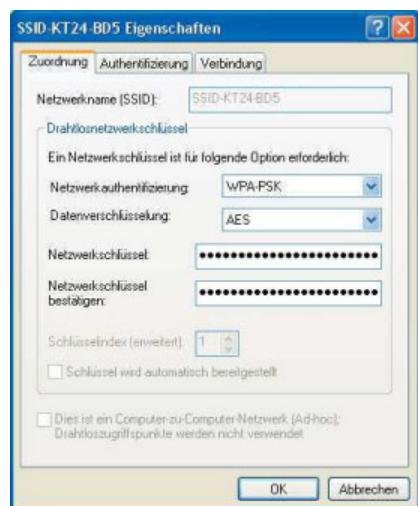 SSID-KT24-BD5 Eigenschaften
Zuordnung Authentifizierung Verbindung
Netzwerkname (SSID): SSID-KT24-BD5
Drahtlosnetzwerkschlüssel
Ein Netzwerkschlüssel ist für folgende Option erforderlich:
Netzwerkauthentifizierung: WPA-PSK
Datenverschlüsselung: AES
Netzwerkschlüssel: ••••••••••••••••••••••••
Netzwerkschlüssel
bestätigen: ••••••••••••••••••••••••
Schlüsselindex (erweitert): 1
Schlüssel wird automatisch bereitgestellt
Dies ist ein Computer-zu-Computer-Netzwerk (Ad-hoc);
Drahtloszugriffspunkte werden nicht verwendet
OK Abbrechen